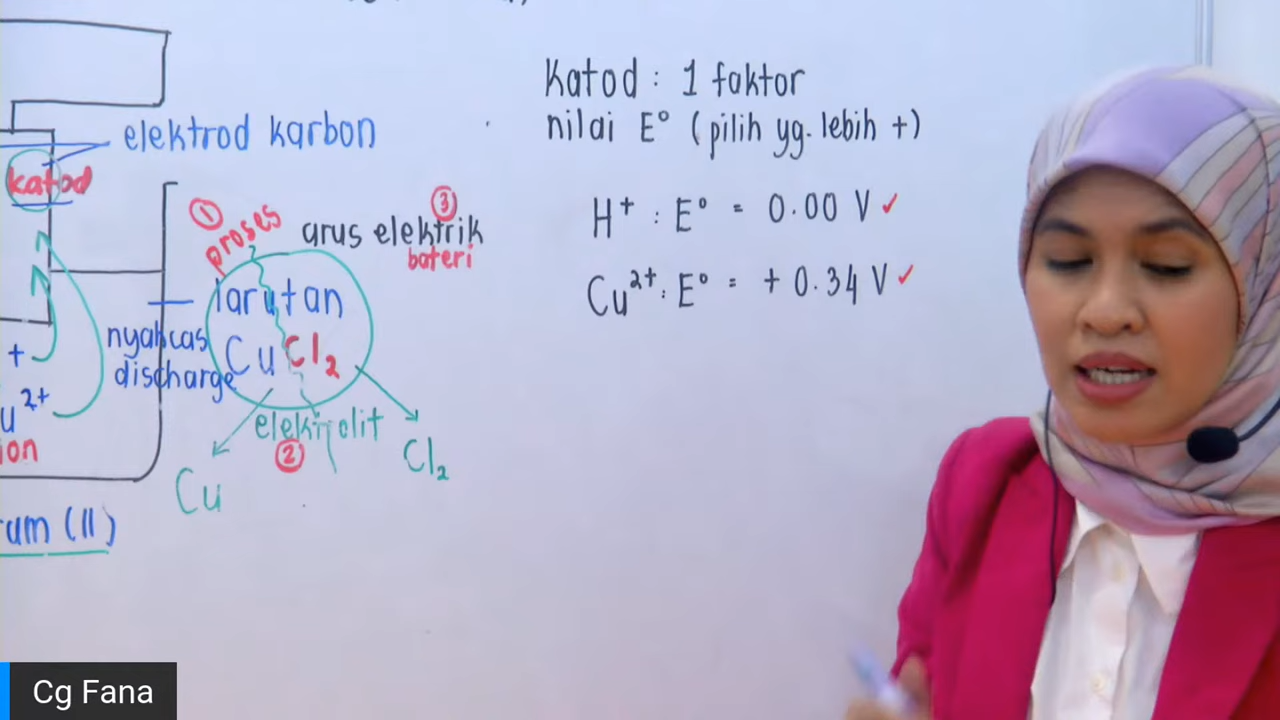 Katod : 1 faktor
nilai E° (pilih yg. lebih +)
H⁺ : E° = 0.00 V ✓
Cu²⁺ : E° = + 0.34 V ✓
elektrod karbon
katod
① proses
③
arus elektrik
bateri
larutan
CuCl₂
nyahcas
discharge
elektrolit
②
Cu
Cl₂
+
u²⁺
ion
rum (II)
Cg Fana